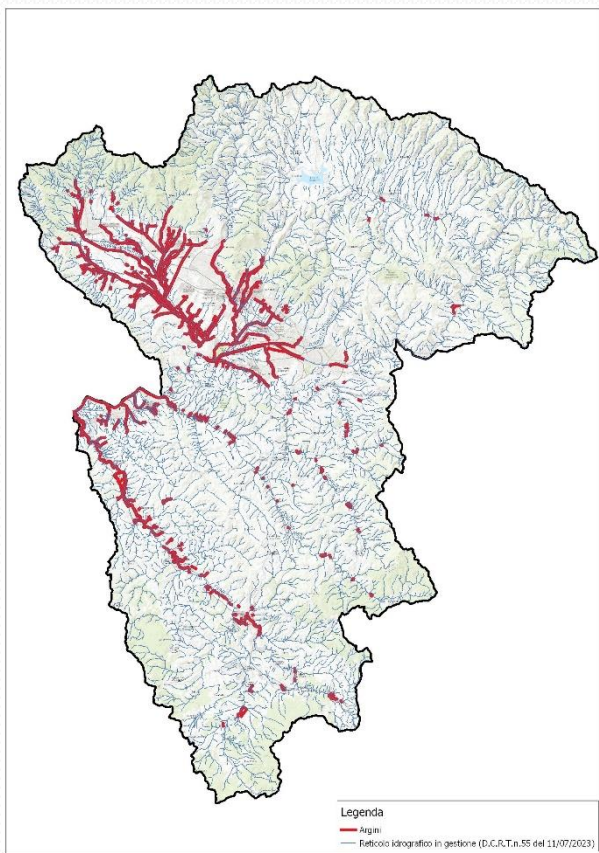 Legenda
Argini
Reticolo idrografico in gestione (D.C.R.T.n.55 del 11/07/2023)